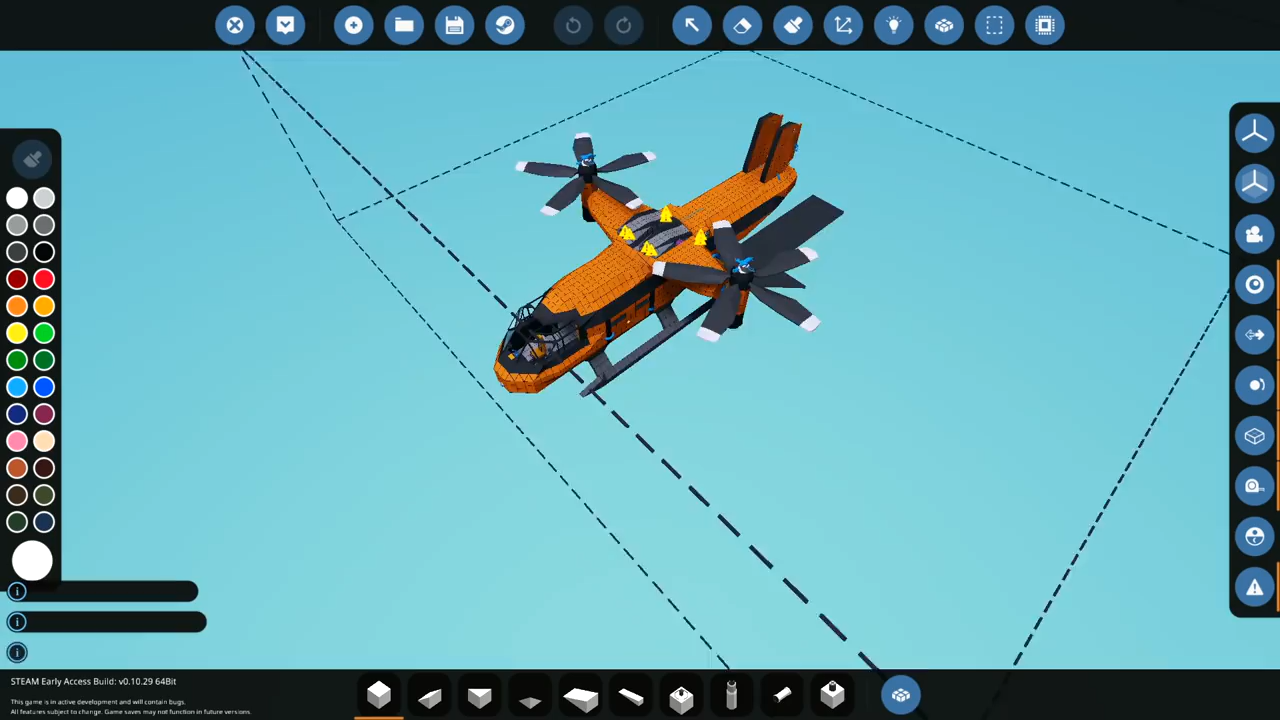 STEAM Early Access Build: v0.10.29 64Bit
This game is in active development and will contain bugs.
All features subject to change. Game saves may not function in future versions.